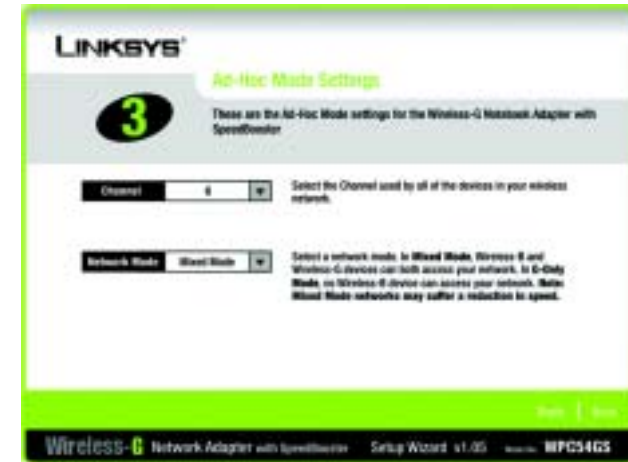 LINKSYS®
Ad-Hoc Mode Settings
3
These are the Ad-Hoc Mode settings for the Wireless-G Notebook Adapter with
SpeedBooster
Channel 6
Select the Channel used by all of the devices in your wireless
network.
Network Mode Mixed Mode
Select a network mode. In Mixed Mode, Wireless-B and
Wireless-G devices can both access your network. In G-Only
Mode, no Wireless-B device can access your network. Note:
Mixed Mode networks may suffer a reduction in speed.
Wireless-G Network Adapter with SpeedBooster Setup Wizard v1.05 WPC54GS